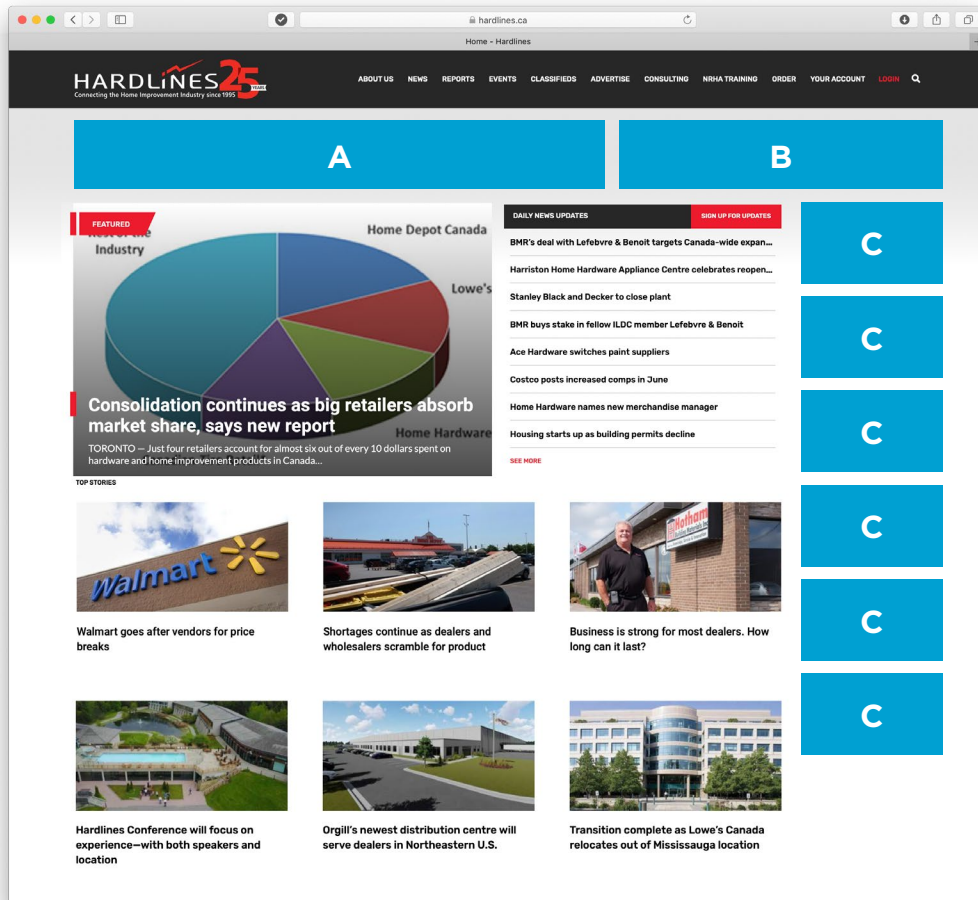 hardlines.ca
Home - Hardlines
HARDLINES 25 YEARS
Connecting the Home Improvement Industry since 1995
ABOUT US NEWS REPORTS EVENTS CLASSIFIEDS ADVERTISE CONSULTING NRHA TRAINING ORDER YOUR ACCOUNT LOGIN
A
B
FEATURED
Rest of the
Industry
Home Depot Canada
Lowe's
Home Hardware
Consolidation continues as big retailers absorb
market share, says new report
TORONTO — Just four retailers account for almost six out of every 10 dollars spent on
hardware and home improvement products in Canada...
DAILY NEWS UPDATES
SIGN UP FOR UPDATES
BMR's deal with Lefebvre & Benoit targets Canada-wide expan...
Harriston Home Hardware Appliance Centre celebrates reopen...
Stanley Black and Decker to close plant
BMR buys stake in fellow ILDC member Lefebvre & Benoit
Ace Hardware switches paint suppliers
Costco posts increased comps in June
Home Hardware names new merchandise manager
Housing starts up as building permits decline
SEE MORE
C
C
C
C
C
C
TOP STORIES
Walmart
Walmart goes after vendors for price
breaks
Shortages continue as dealers and
wholesalers scramble for product
Hotham
Building Materials Inc
Business is strong for most dealers. How
long can it last?
Hardlines Conference will focus on
experience—with both speakers and
location
Orgill's newest distribution centre will
serve dealers in Northeastern U.S.
Transition complete as Lowe's Canada
relocates out of Mississauga location